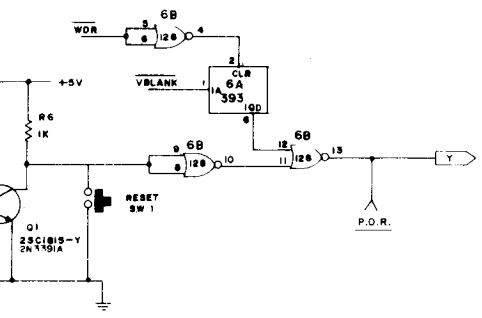 6B
WDR
5
6
128
4
2
CLR
6A
393
VBLANK
1
1A
1QD
6
+5V
R6
1K
6B
9
8
128
10
6B
12
11
128
13
Y
P.O.R.
RESET
SW 1
Q1
2SC1815-Y
2N3391A